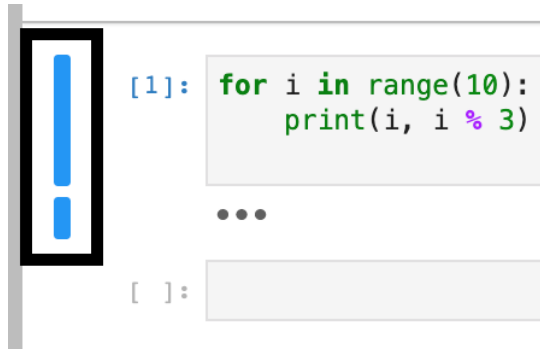 [1]: for i in range(10):
print(i, i % 3)
•••
[ ]: